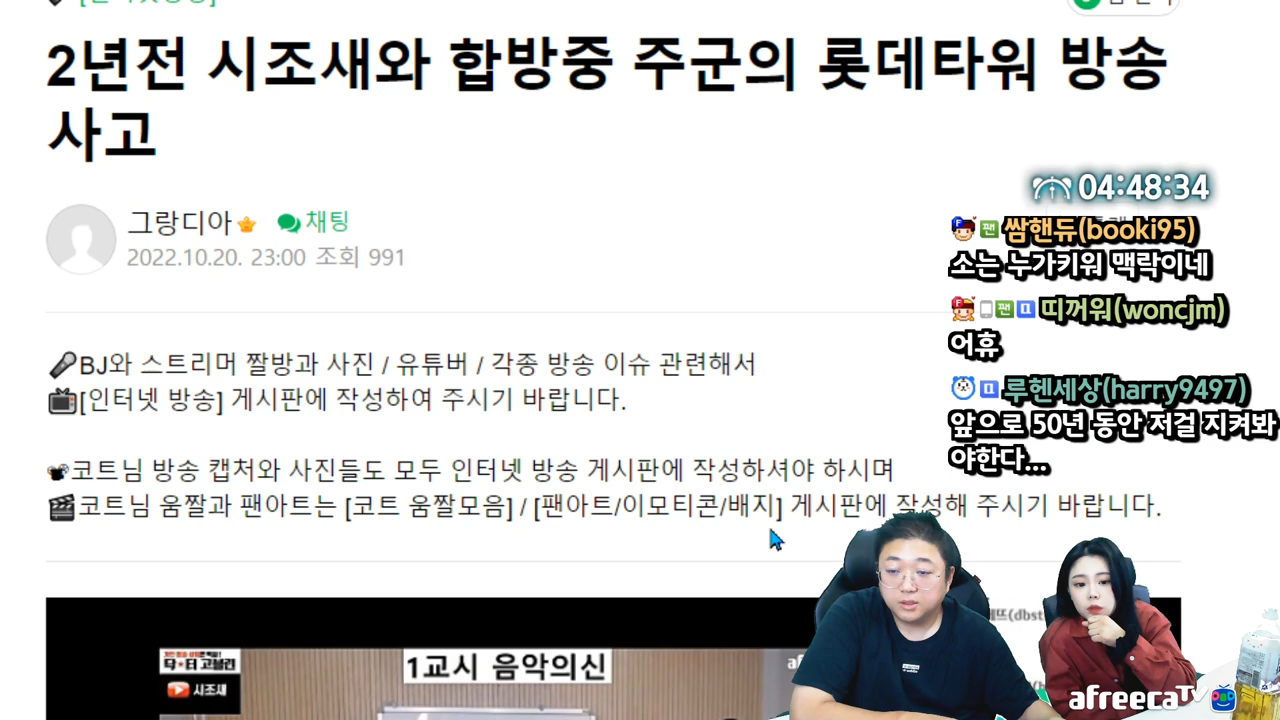 2년전 시조새와 합방중 주군의 롯데타워 방송
사고
04:48:34
그랑디아 채팅
2022.10.20. 23:00 조회 991
팬 쌈핸듀(booki95)
소는 누가키워 맥락이네
팬 띠꺼워(woncjm)
어휴
루헨세상(harry9497)
앞으로 50년 동안 저걸 지켜봐
야한다...
🎤BJ와 스트리머 짤방과 사진 / 유튜버 / 각종 방송 이슈 관련해서
📺[인터넷 방송] 게시판에 작성하여 주시기 바랍니다.
📽코트님 방송 캡처와 사진들도 모두 인터넷 방송 게시판에 작성하셔야 하시며
🎬코트님 움짤과 팬아트는 [코트 움짤모음] / [팬아트/이모티콘/배지] 게시판에 작성해 주시기 바랍니다.
닥터 고블린
시조새
1교시 음악의신
afreecaTV